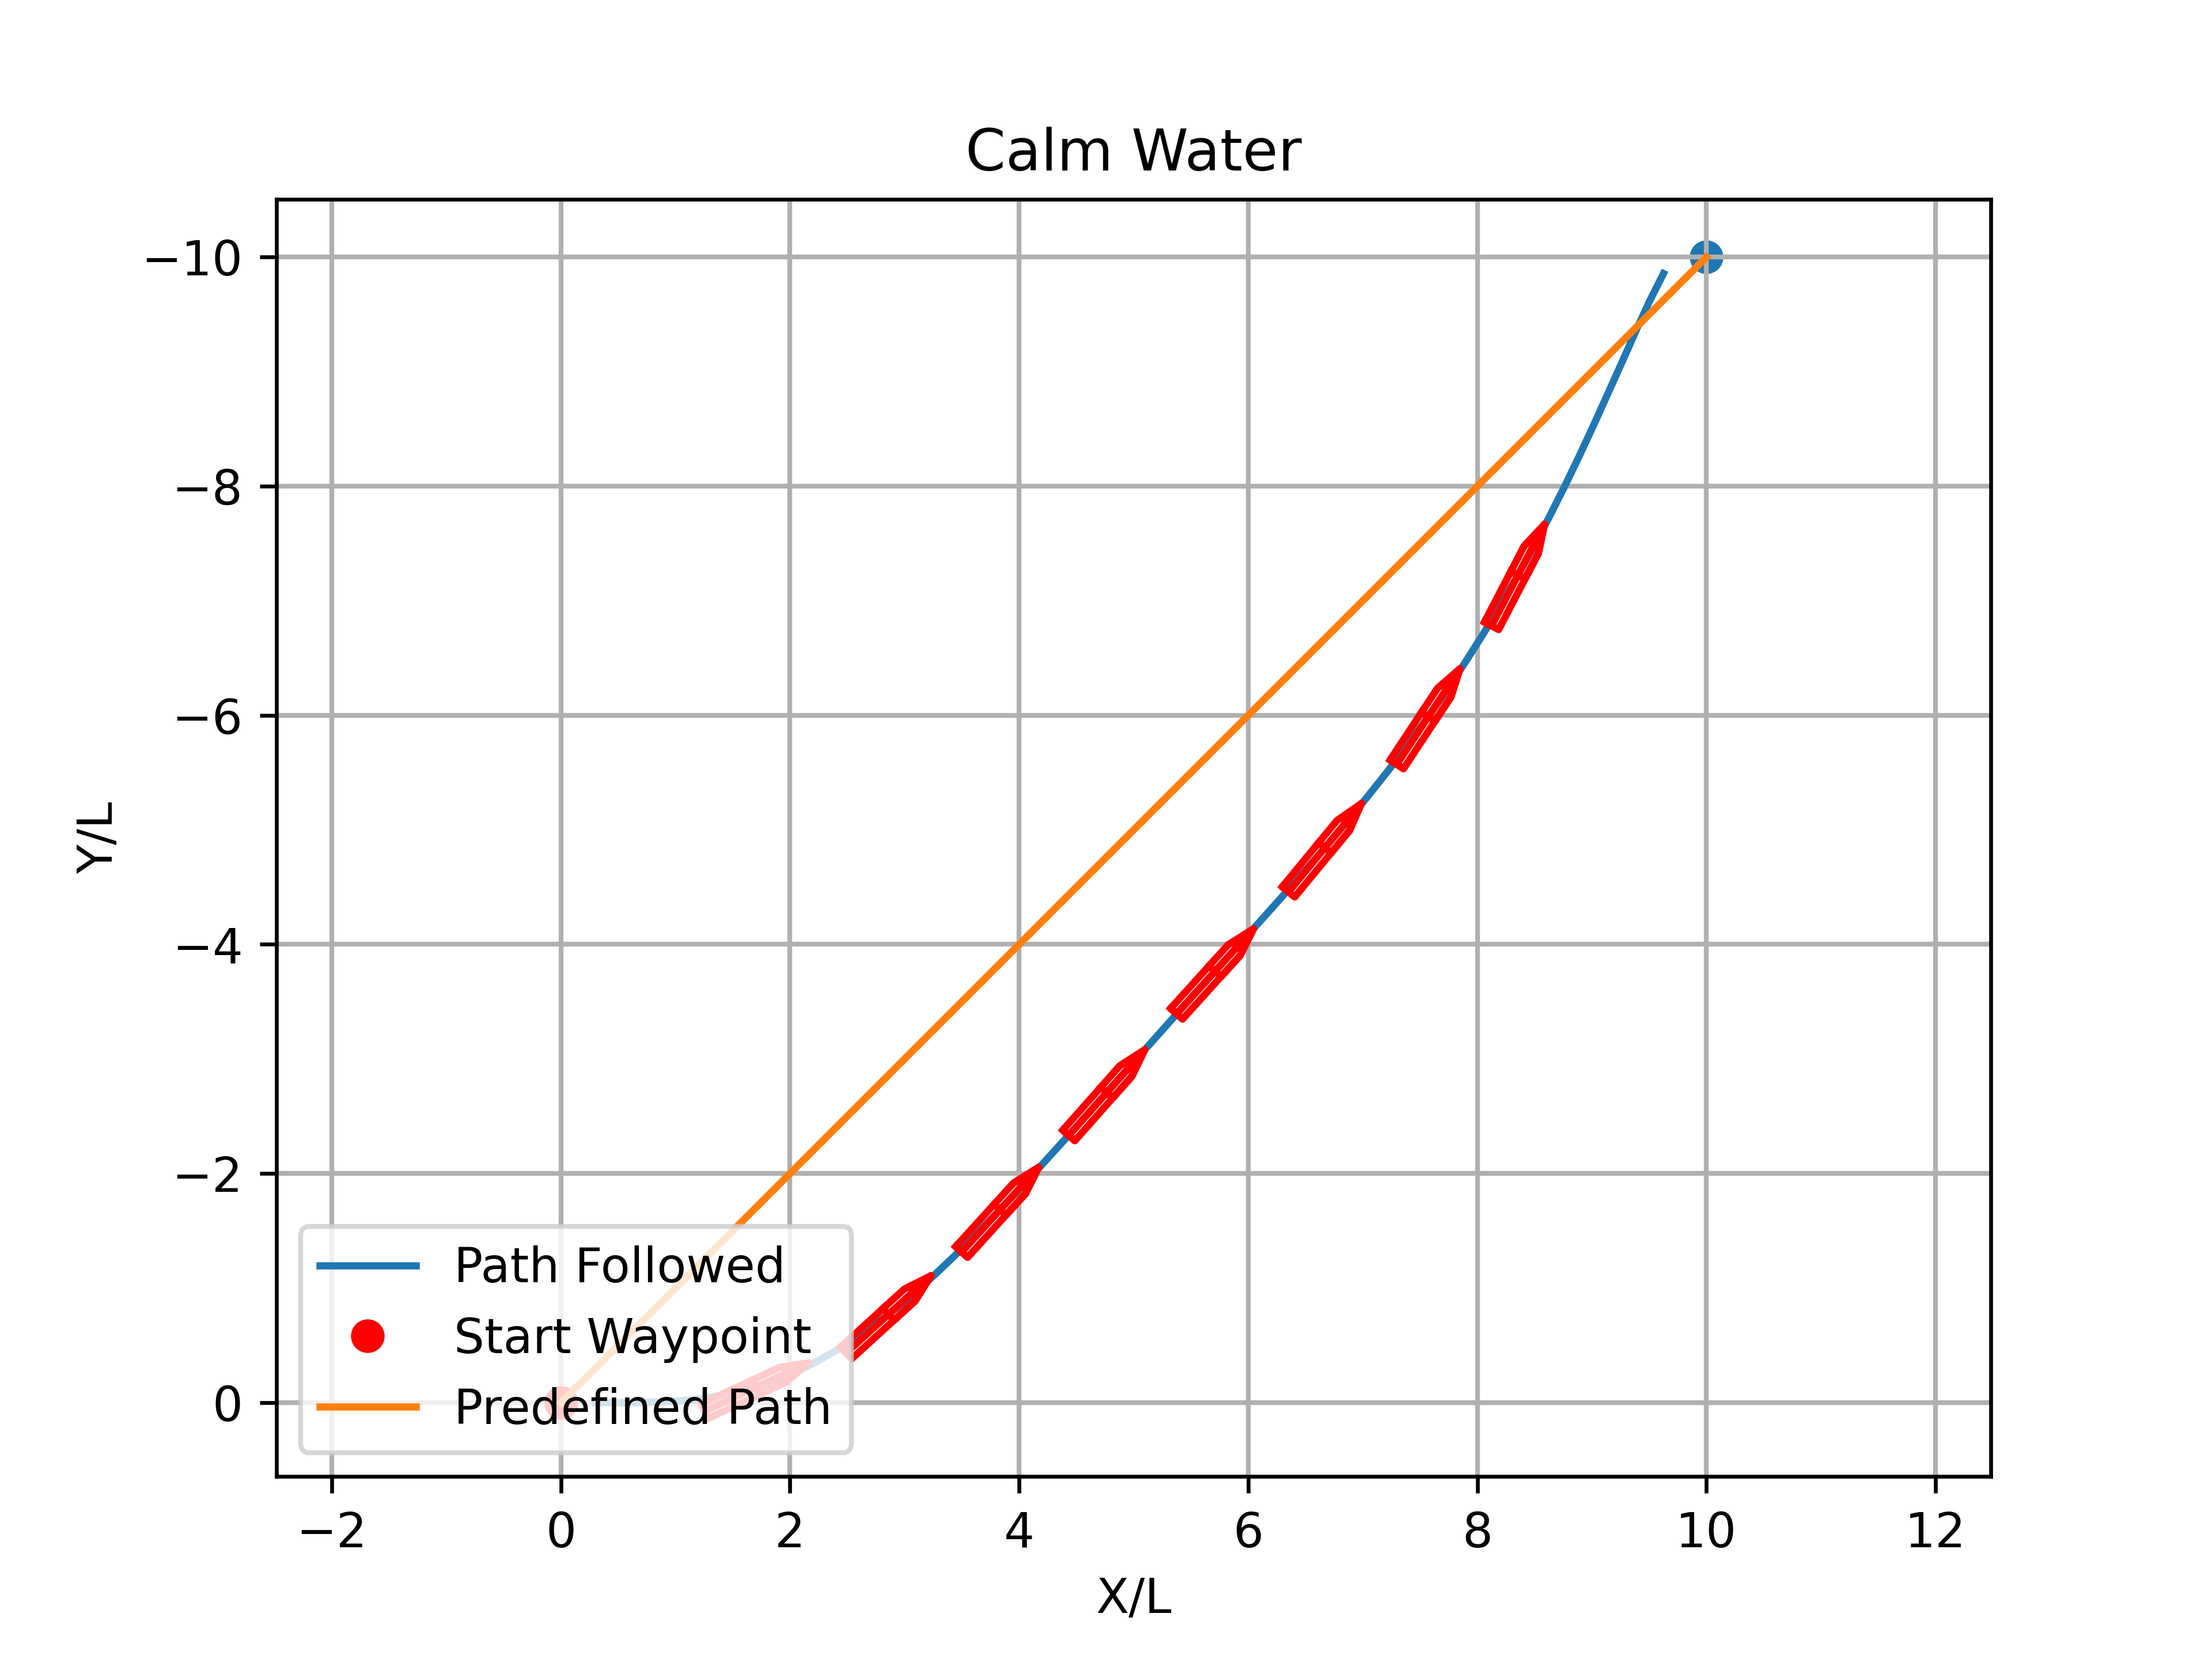 Calm Water
−10
−8
−6
−4
−2
0
Y/L
Path Followed
Start Waypoint
Predefined Path
−2 0 2 4 6 8 10 12
X/L